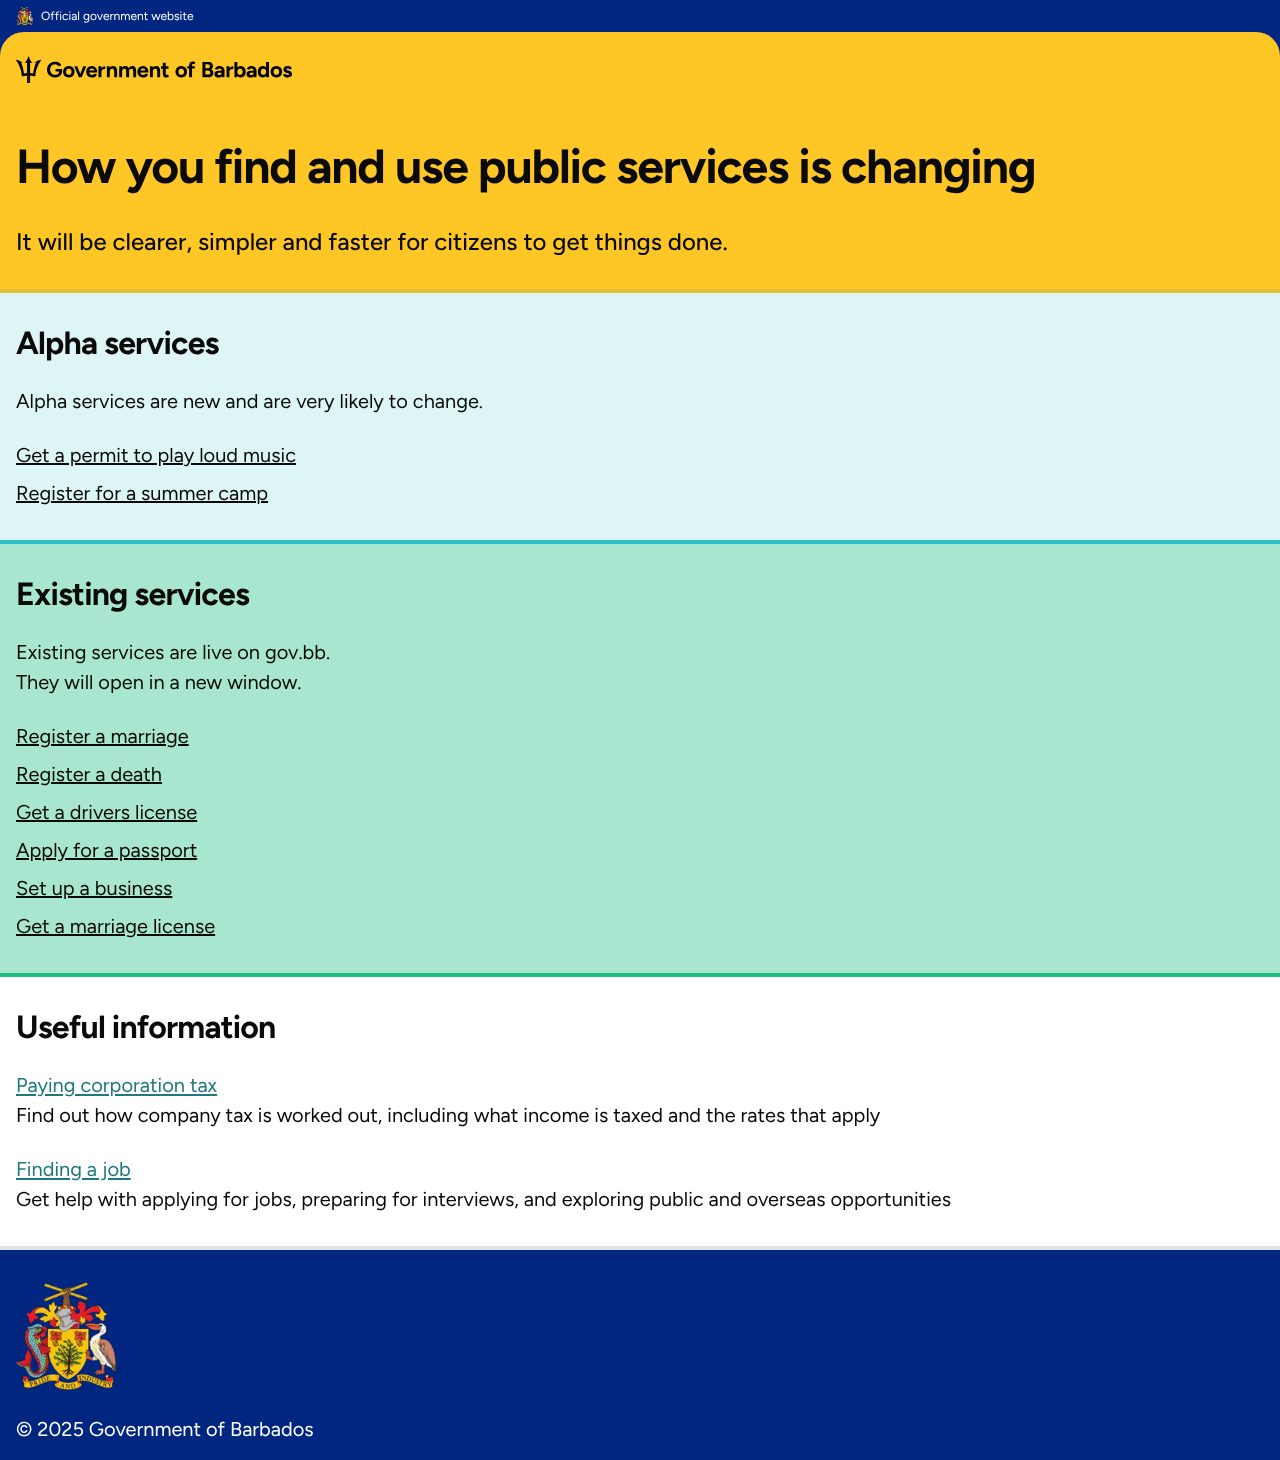 Official government website
Government of Barbados
How you find and use public services is changing
It will be clearer, simpler and faster for citizens to get things done.
Alpha services
Alpha services are new and are very likely to change.
Get a permit to play loud music
Register for a summer camp
Existing services
Existing services are live on gov.bb.
They will open in a new window.
Register a marriage
Register a death
Get a drivers license
Apply for a passport
Set up a business
Get a marriage license
Useful information
Paying corporation tax
Find out how company tax is worked out, including what income is taxed and the rates that apply
Finding a job
Get help with applying for jobs, preparing for interviews, and exploring public and overseas opportunities
PRIDE AND INDUSTRY
© 2025 Government of Barbados